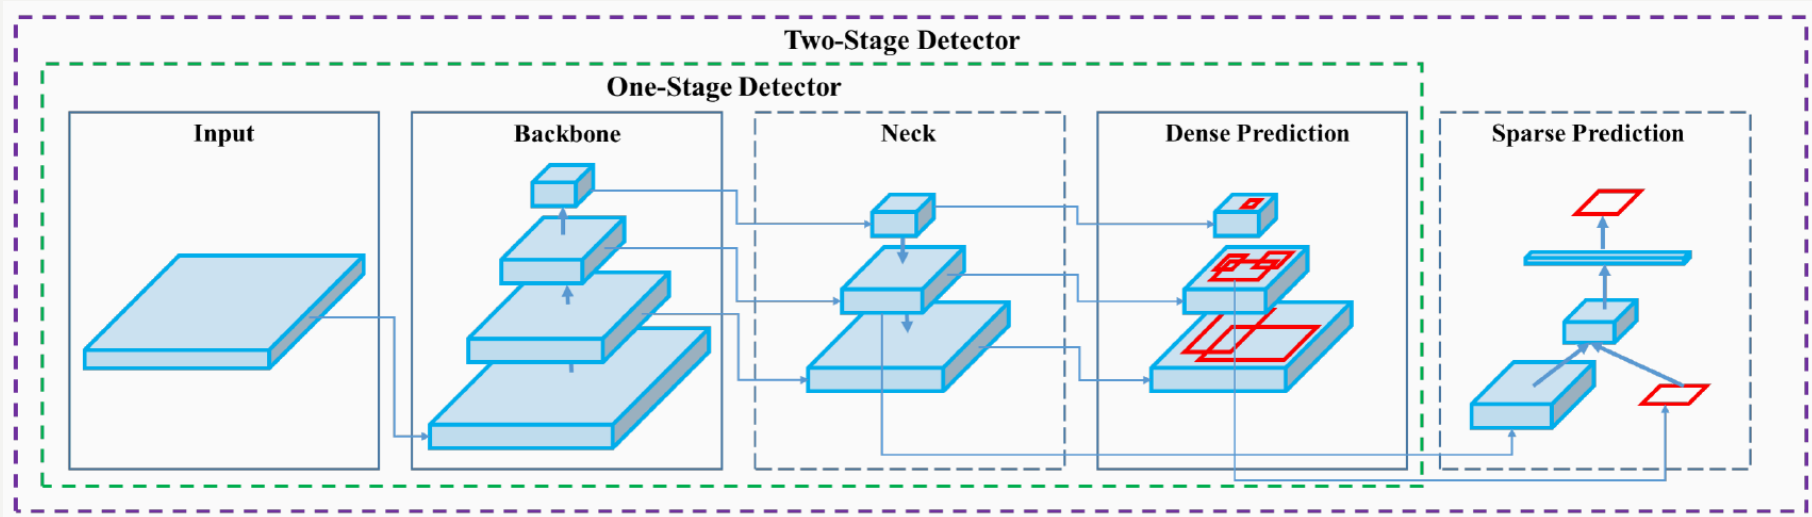 Two-Stage Detector
One-Stage Detector
Input
Backbone
Neck
Dense Prediction
Sparse Prediction